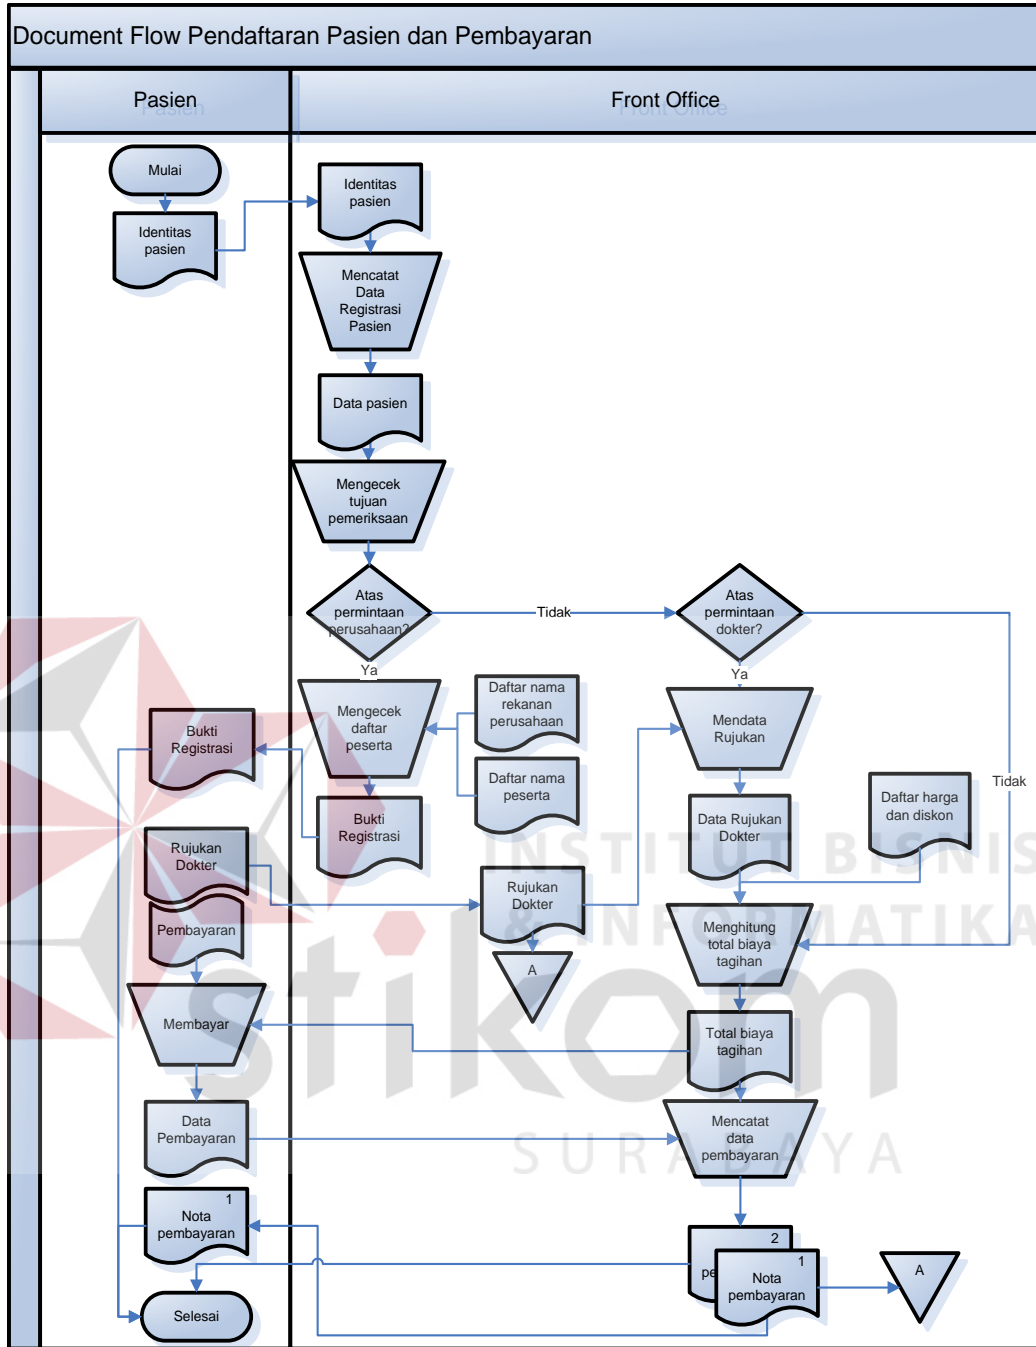 Document Flow Pendaftaran Pasien dan Pembayaran
Pasien
Front Office
Mulai
Identitas
pasien
Identitas
pasien
Mencatat
Data
Registrasi
Pasien
Data pasien
Mengecek
tujuan
pemeriksaan
Atas
permintaan
perusahaan?
Tidak
Atas
permintaan
dokter?
Ya
Ya
Mengecek
daftar
peserta
Daftar nama
rekanan
perusahaan
Mendata
Rujukan
Bukti
Registrasi
Daftar nama
peserta
Tidak
Daftar harga
dan diskon
Bukti
Registrasi
Data Rujukan
Dokter
Rujukan
Dokter
INSTITUT BISNIS
& INFORMATIKA
Rujukan
Dokter
Pembayaran
Menghitung
total biaya
tagihan
A
stikom
Membayar
Total biaya
tagihan
Data
Pembayaran
Mencatat
data
pembayaran
SURABAYA
1
Nota
pembayaran
2
pe
1
Nota
pembayaran
A
Selesai